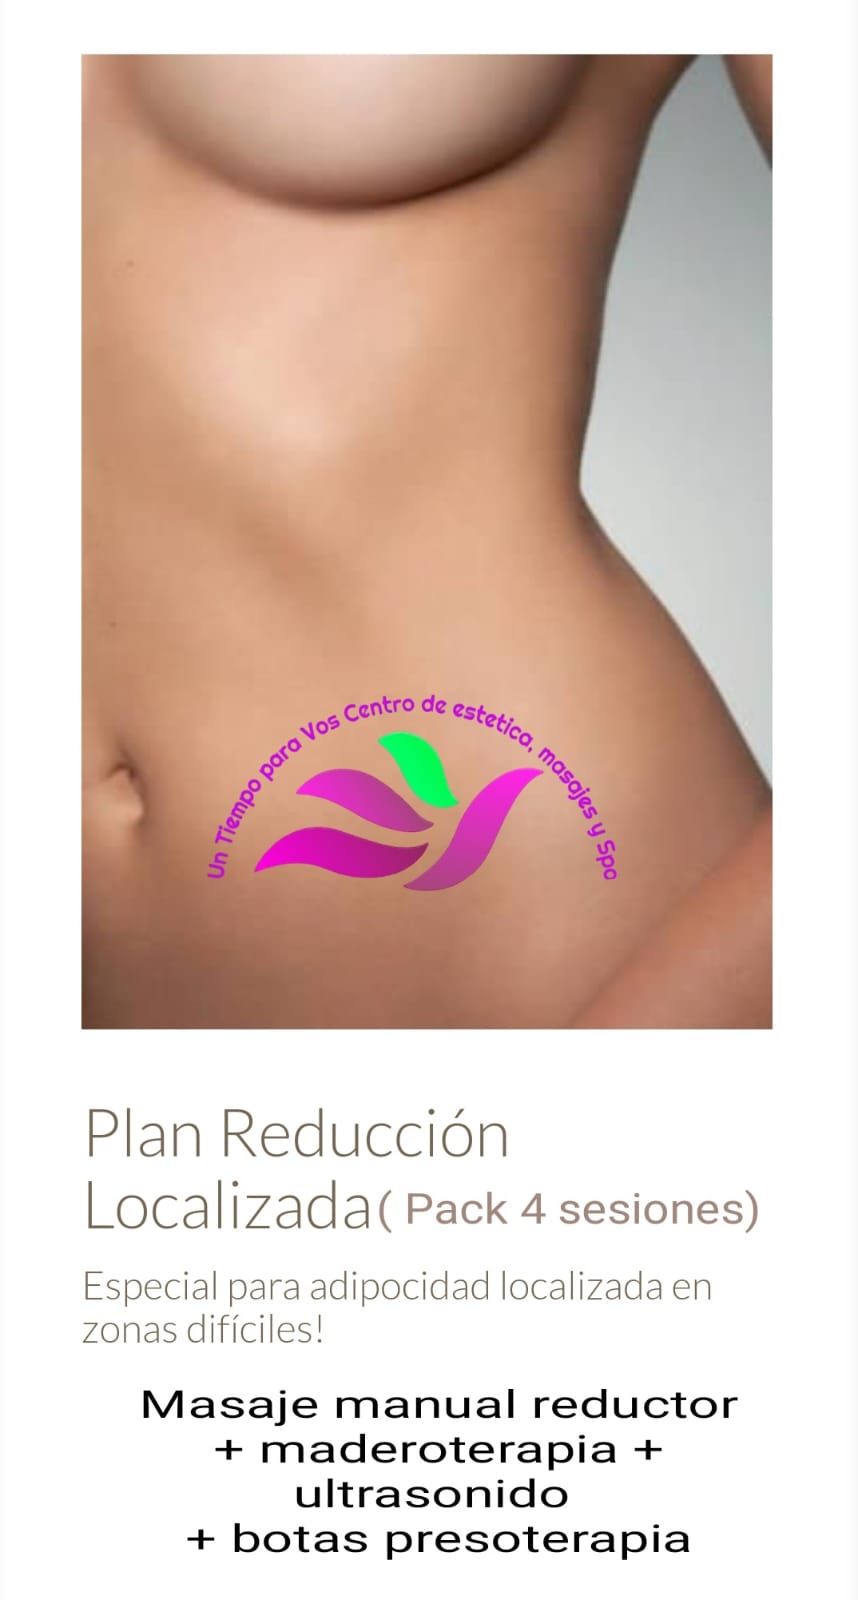 Un Tiempo para Vos Centro de estetica, masajes y Spa
Plan Reducción
Localizada( Pack 4 sesiones)
Especial para adipocidad localizada en
zonas difíciles!
Masaje manual reductor
+ maderoterapia +
ultrasonido
+ botas presoterapia